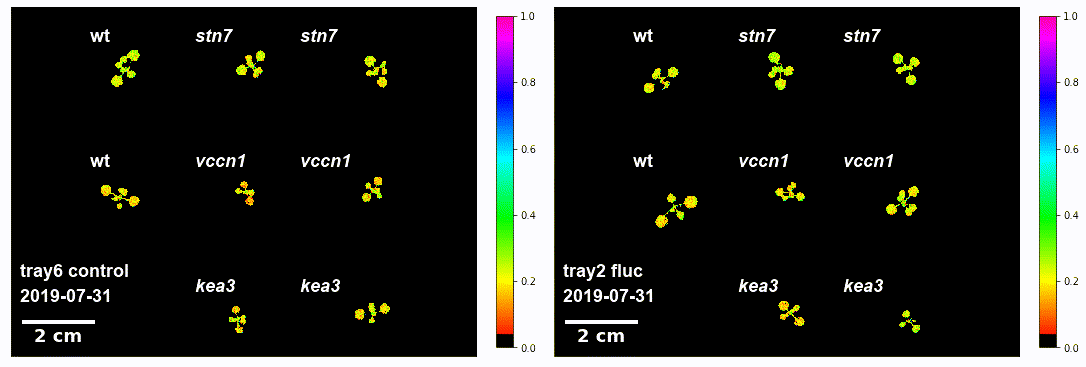 wt stn7 stn7
wt vccn1 vccn1
kea3 kea3
tray6 control
2019-07-31
2 cm
1.0
0.8
0.6
0.4
0.2
0.0
wt stn7 stn7
wt vccn1 vccn1
kea3 kea3
tray2 fluc
2019-07-31
2 cm
1.0
0.8
0.6
0.4
0.2
0.0